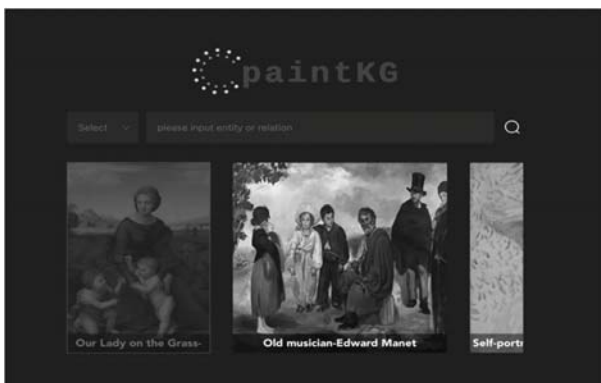 paintKG
Select
please input entity or relation
Our Lady on the Grass-
Old musician-Edward Manet
Self-portr